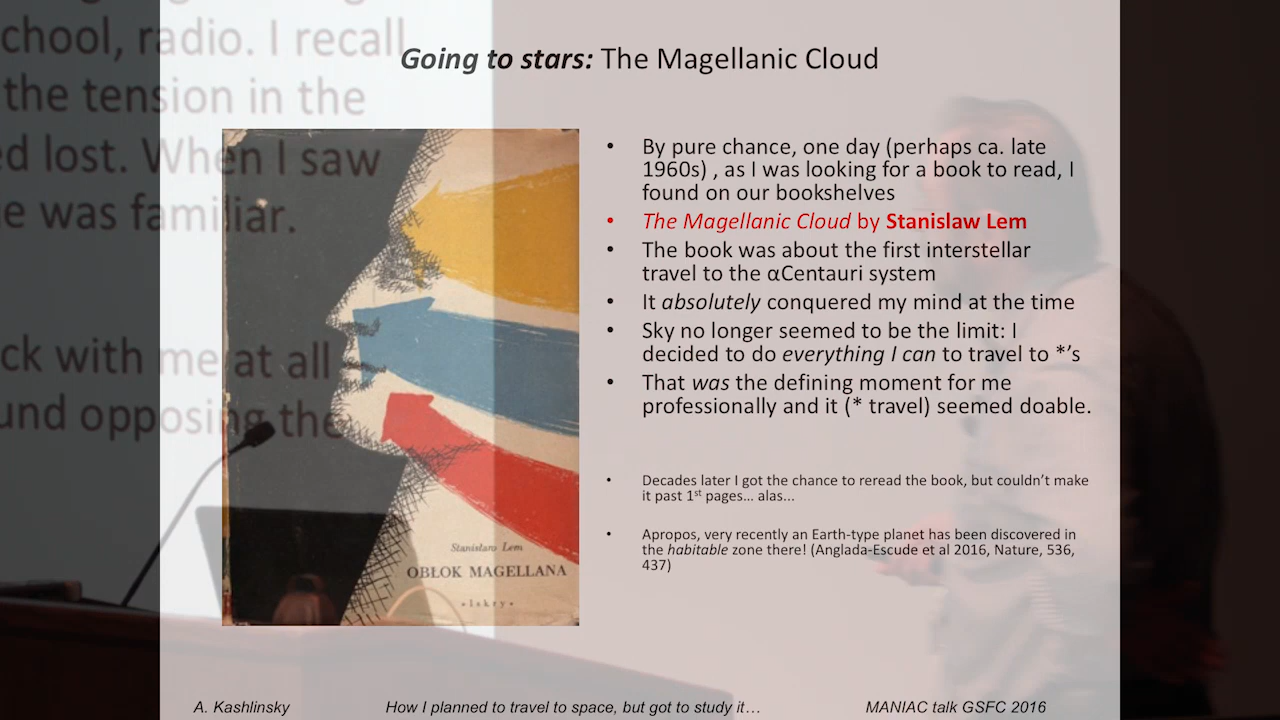 chool, radio. I recall
the tension in the
d lost. When I saw
e was familiar.
ck with me at all
und opposing the
Going to stars: The Magellanic Cloud
• By pure chance, one day (perhaps ca. late
1960s) , as I was looking for a book to read, I
found on our bookshelves
• The Magellanic Cloud by Stanislaw Lem
• The book was about the first interstellar
travel to the αCentauri system
• It absolutely conquered my mind at the time
• Sky no longer seemed to be the limit: I
decided to do everything I can to travel to *’s
• That was the defining moment for me
professionally and it (* travel) seemed doable.
• Decades later I got the chance to reread the book, but couldn’t make
it past 1st pages... alas...
• Apropos, very recently an Earth-type planet has been discovered in
the habitable zone there! (Anglada-Escude et al 2016, Nature, 536,
437)
Stanisław Lem
OBŁOK MAGELLANA
•Iskry•
A. Kashlinsky How I planned to travel to space, but got to study it… MANIAC talk GSFC 2016